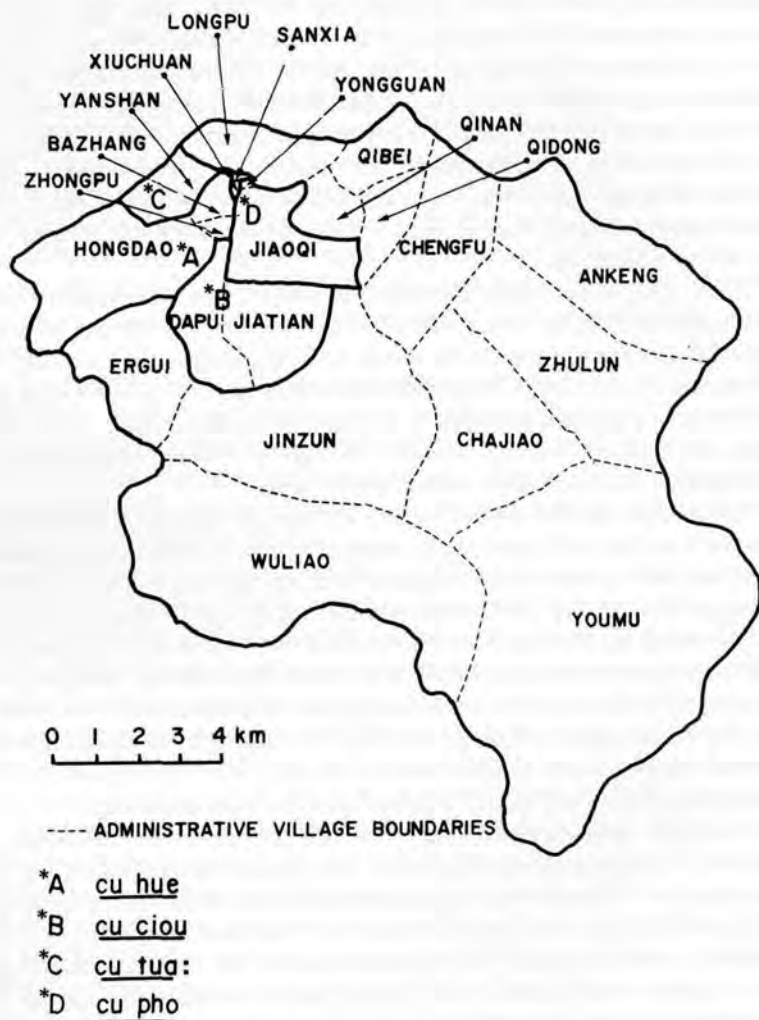 LONGPU
SANXIA
XIUCHUAN
YANSHAN
YONGGUAN
BAZHANG
QINAN
QIBEI
QIDONG
ZHONGPU
*C
*D
HONGDAO *A
JIAOQI
CHENGFU
ANKENG
*B
DAPU JIATIAN
ERGUI
ZHULUN
JINZUN
CHAJIAO
WULIAO
YOUMU
0 1 2 3 4 km
---- ADMINISTRATIVE VILLAGE BOUNDARIES
*A cu hue
*B cu ciou
*C cu tua:
*D cu pho